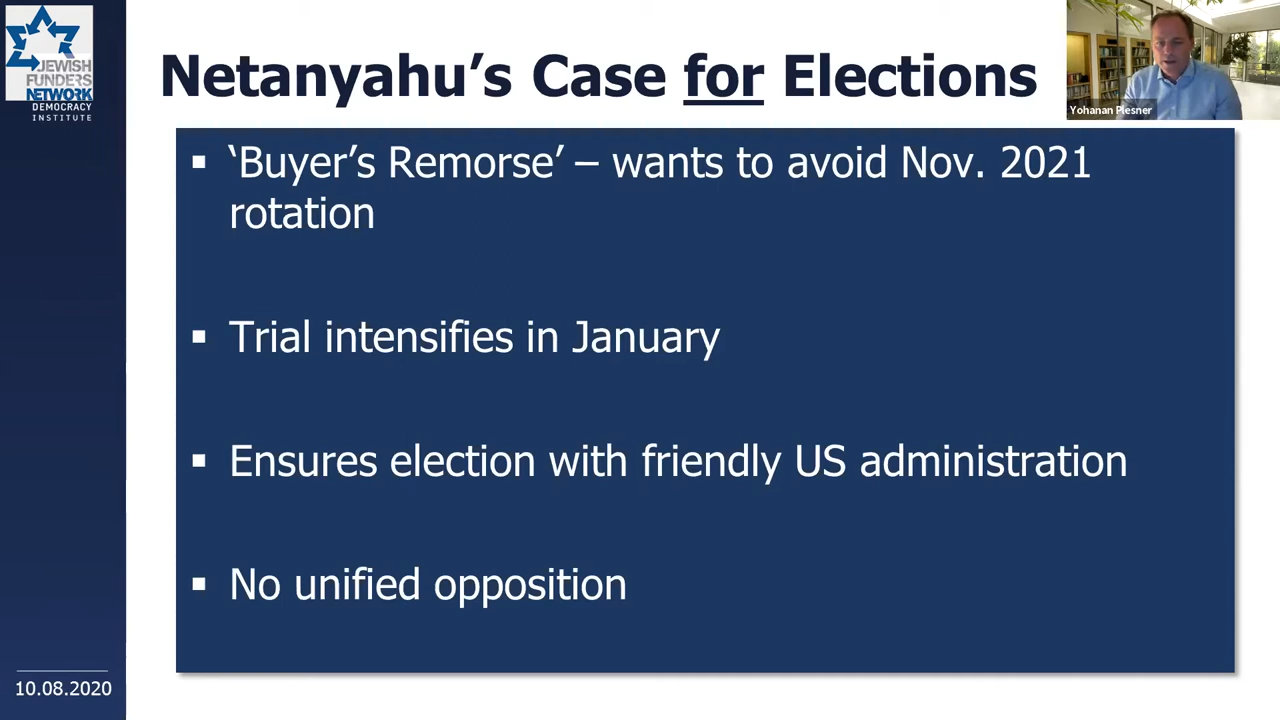 JEWISH
FUNDERS
NETWORK
DEMOCRACY
INSTITUTE
Netanyahu’s Case for Elections
Yohanan Plesner
▪ ‘Buyer’s Remorse’ – wants to avoid Nov. 2021
rotation
▪ Trial intensifies in January
▪ Ensures election with friendly US administration
▪ No unified opposition
10.08.2020